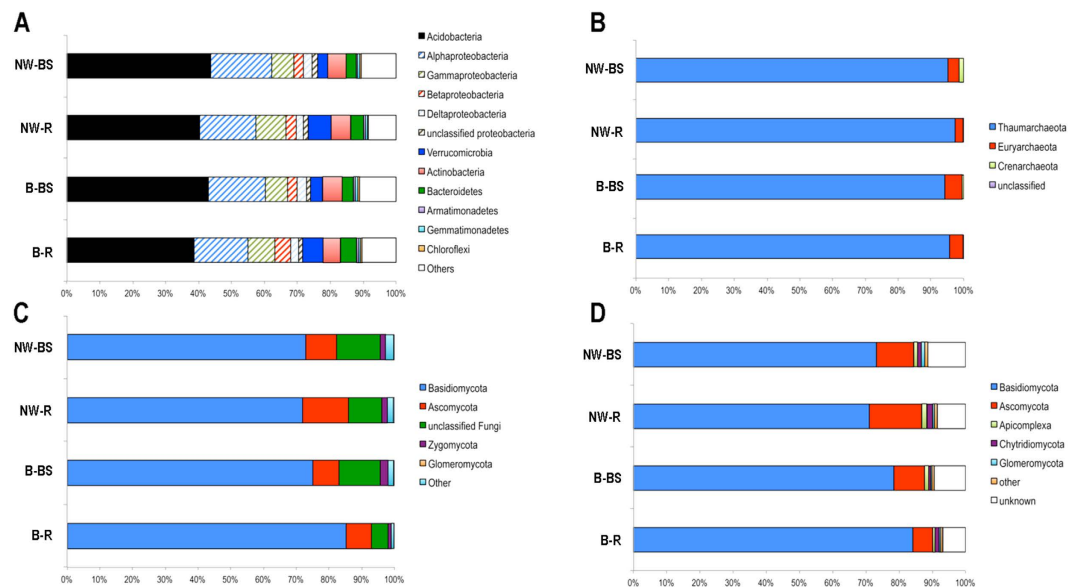 A
NW-BS
NW-R
B-BS
B-R
0% 10% 20% 30% 40% 50% 60% 70% 80% 90% 100%
Acidobacteria
Alphaproteobacteria
Gammaproteobacteria
Betaproteobacteria
Deltaproteobacteria
unclassified proteobacteria
Verrucomicrobia
Actinobacteria
Bacteroidetes
Armatimonadetes
Gemmatimonadetes
Chloroflexi
Others
B
NW-BS
NW-R
B-BS
B-R
0% 10% 20% 30% 40% 50% 60% 70% 80% 90% 100%
Thaumarchaeota
Euryarchaeota
Crenarchaeota
unclassified
C
NW-BS
NW-R
B-BS
B-R
0% 10% 20% 30% 40% 50% 60% 70% 80% 90% 100%
Basidiomycota
Ascomycota
unclassified Fungi
Zygomycota
Glomeromycota
Other
D
NW-BS
NW-R
B-BS
B-R
0% 10% 20% 30% 40% 50% 60% 70% 80% 90% 100%
Basidiomycota
Ascomycota
Apicomplexa
Chytridiomycota
Glomeromycota
other
unknown